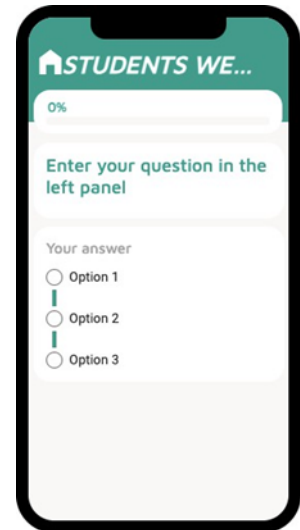 STUDENTS WE...
0%
Enter your question in the
left panel
Your answer
Option 1
Option 2
Option 3